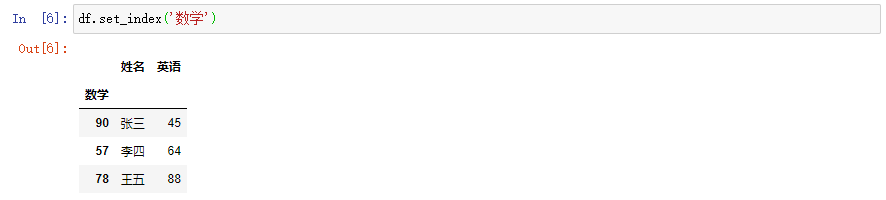 In [6]: df.set_index('数学')
Out[6]:
姓名 英语
数学
90 张三 45
57 李四 64
78 王五 88